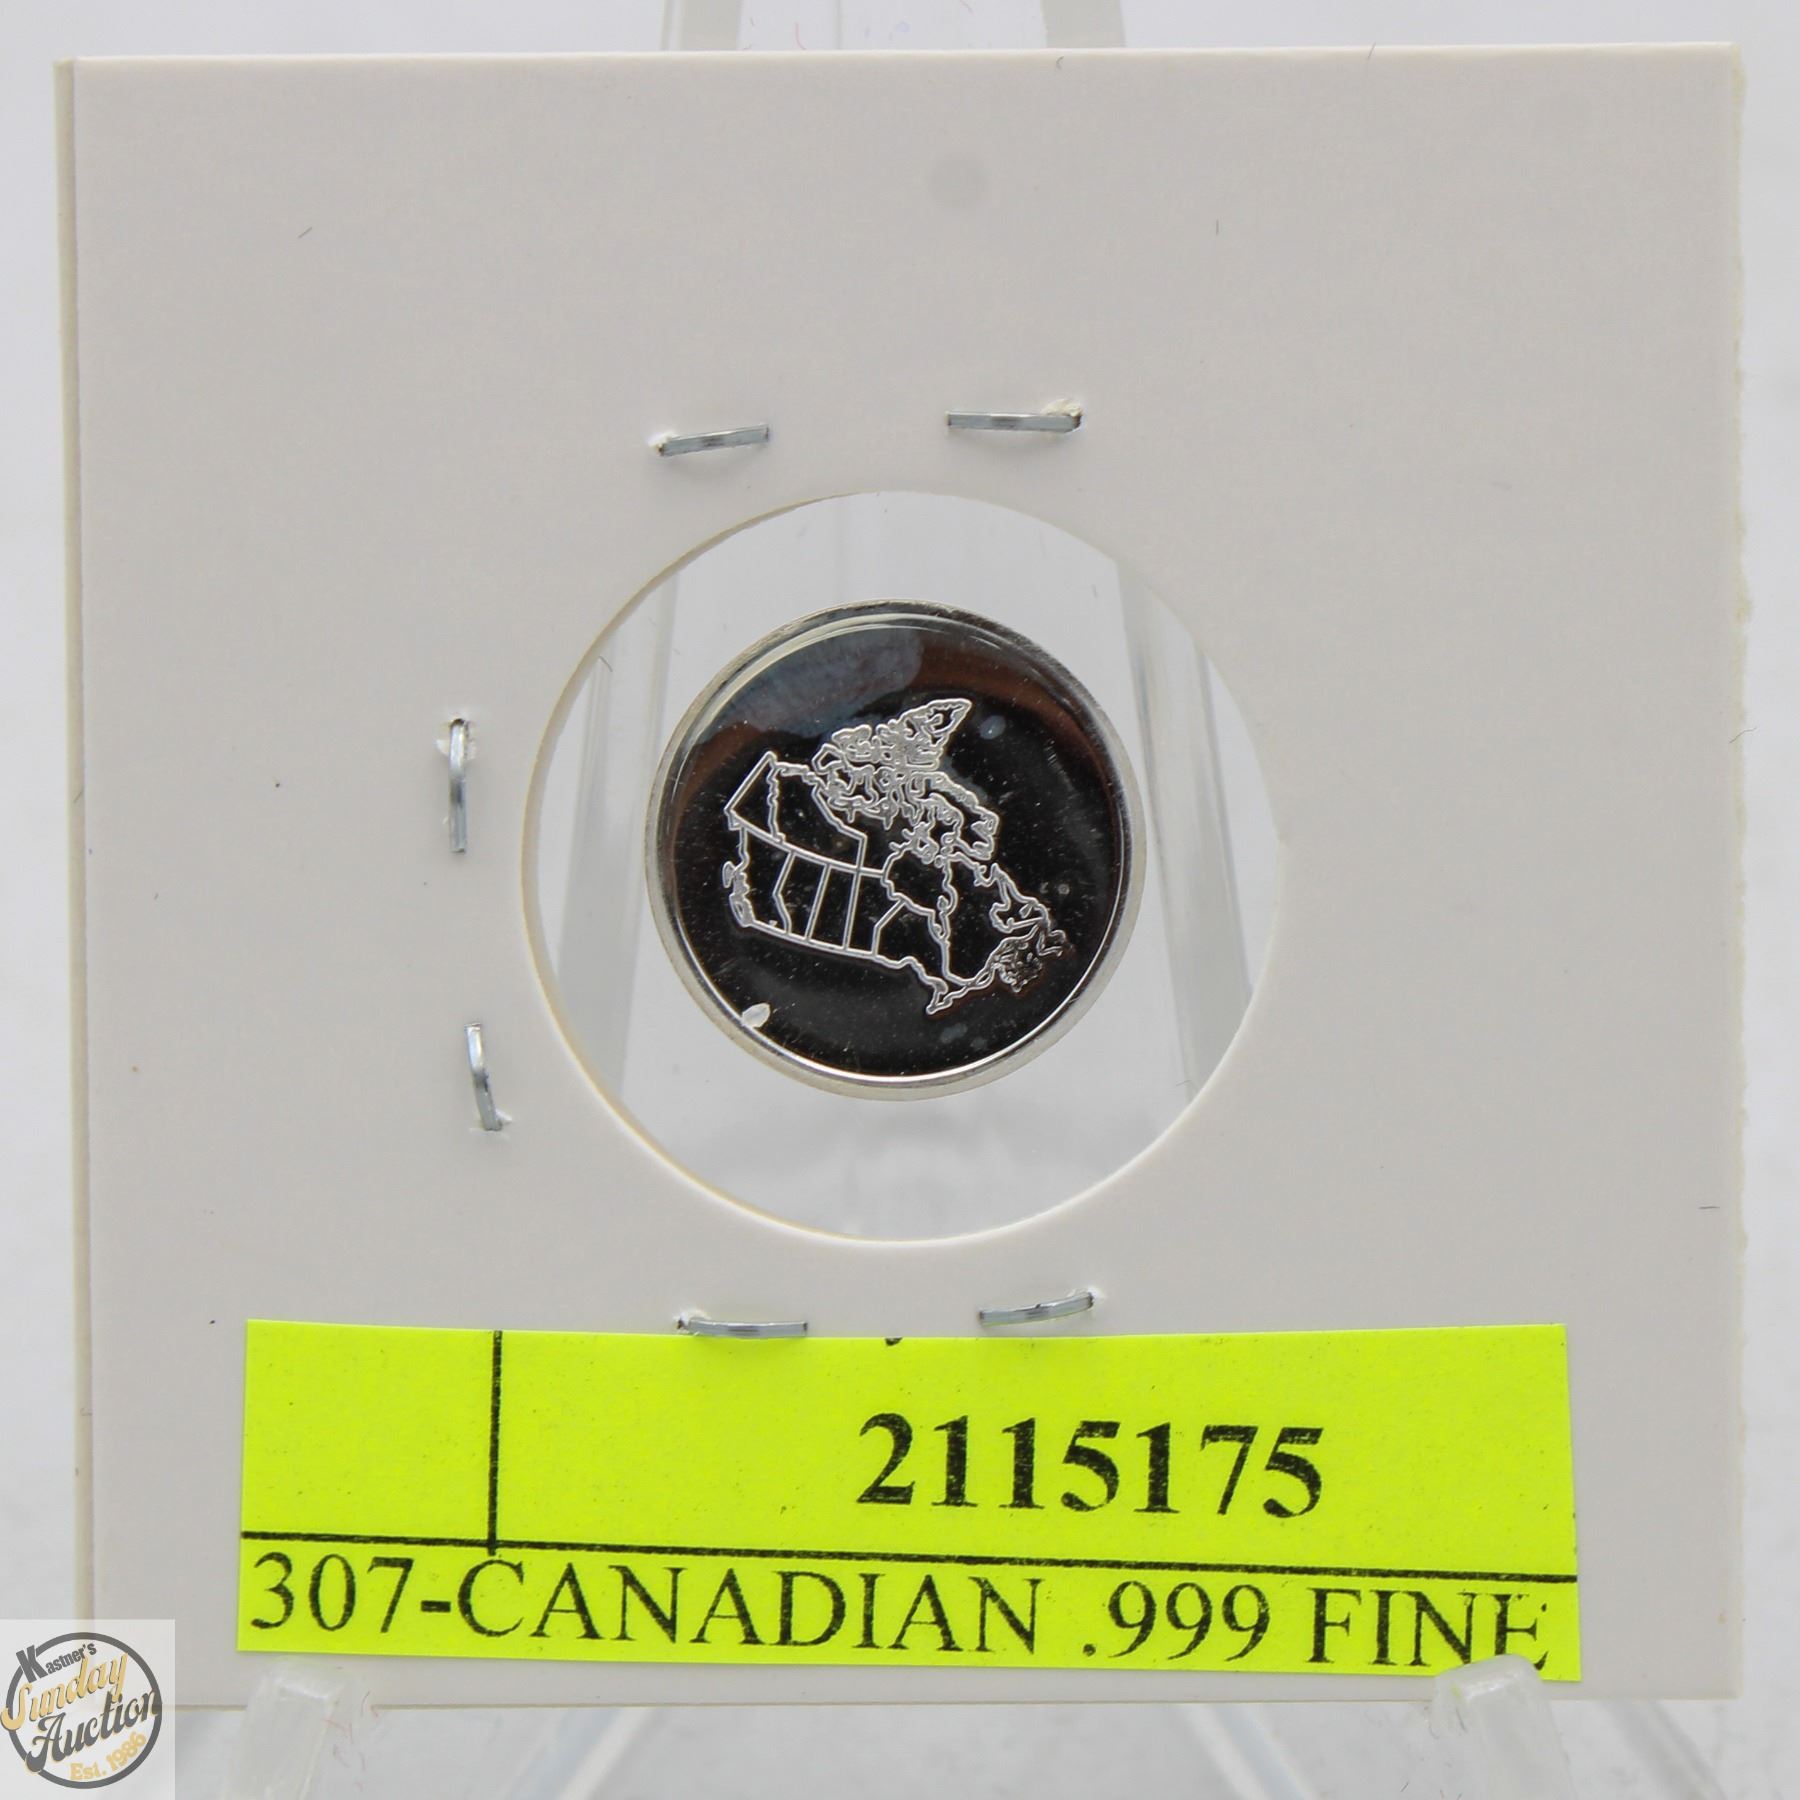 2115175
307-CANADIAN .999 FINE
Kastner's
Sunday
Auction
Est. 1986